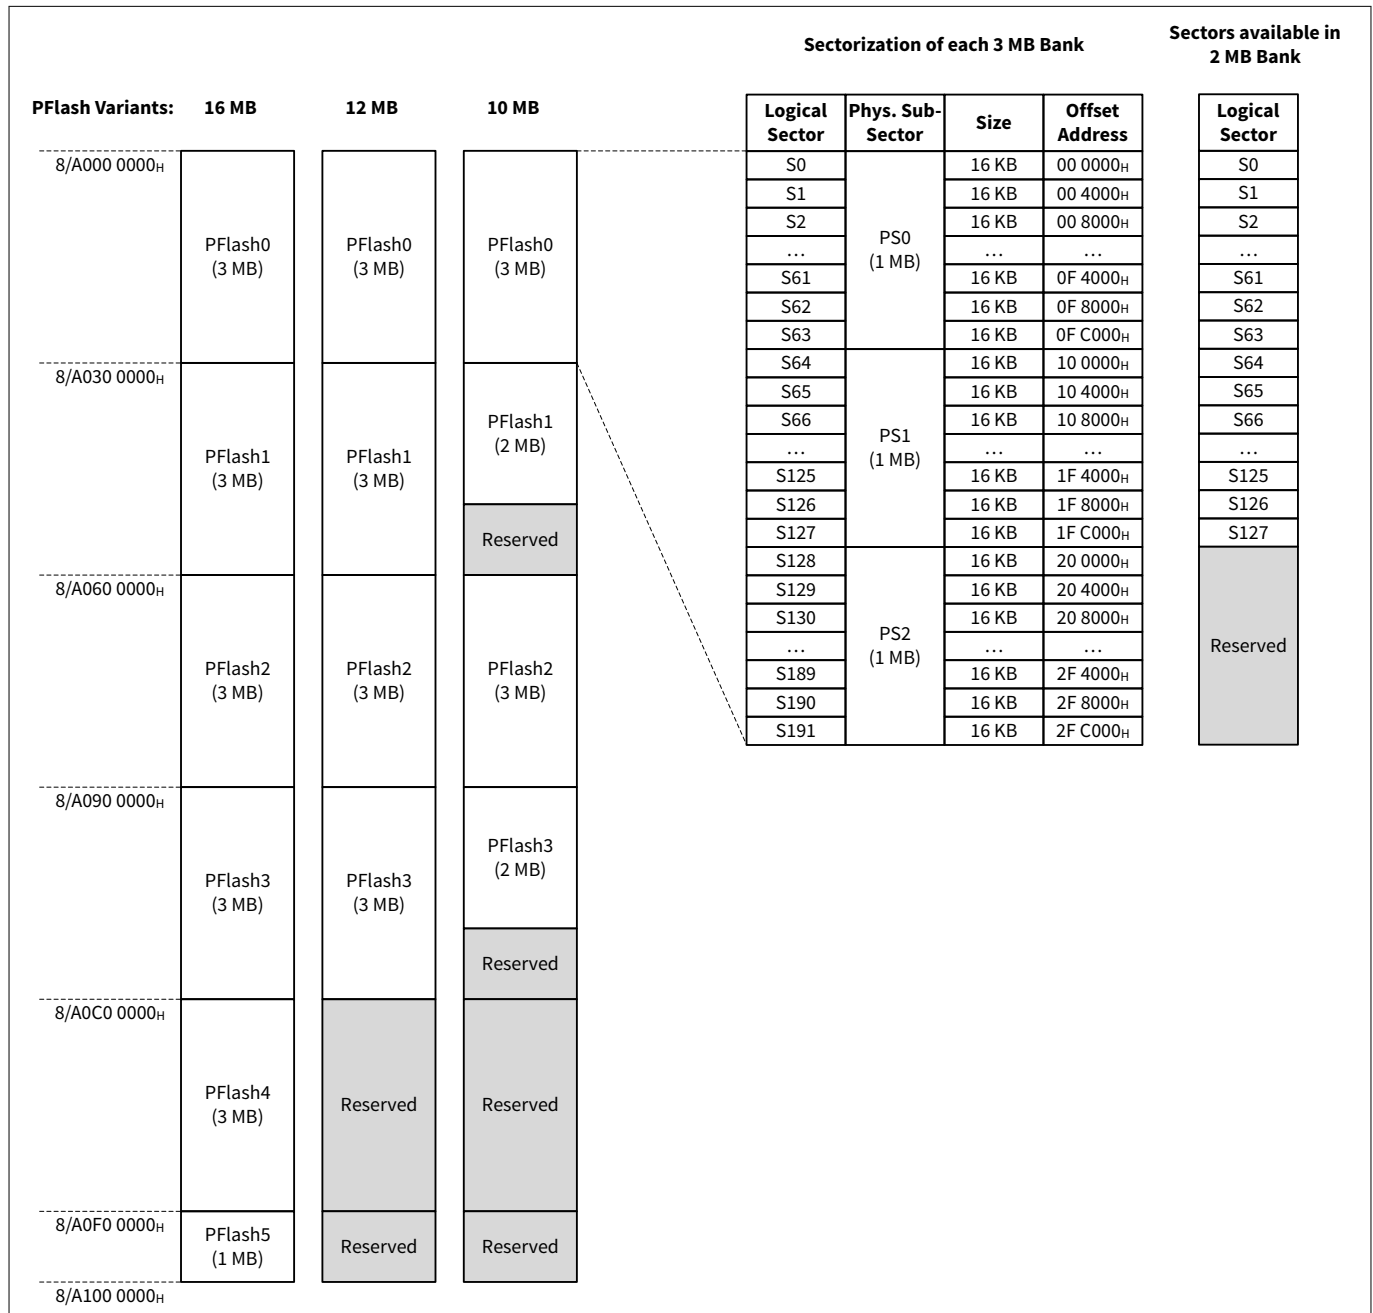 Sectorization of each 3 MB Bank
Sectors available in
2 MB Bank
PFlash Variants: 16 MB 12 MB 10 MB
8/A000 0000H
PFlash0
(3 MB)
PFlash0
(3 MB)
PFlash0
(3 MB)
8/A030 0000H
PFlash1
(3 MB)
PFlash1
(3 MB)
PFlash1
(2 MB)
Reserved
8/A060 0000H
PFlash2
(3 MB)
PFlash2
(3 MB)
PFlash2
(3 MB)
8/A090 0000H
PFlash3
(3 MB)
PFlash3
(3 MB)
PFlash3
(2 MB)
Reserved
8/A0C0 0000H
PFlash4
(3 MB)
Reserved
Reserved
8/A0F0 0000H
PFlash5
(1 MB)
Reserved
Reserved
8/A100 0000H
Logical Phys. Sub- Size Offset
Sector Sector Address
S0 16 KB 00 0000H
S1 16 KB 00 4000H
S2 16 KB 00 8000H
PS0
(1 MB)
... ... ...
S61 16 KB 0F 4000H
S62 16 KB 0F 8000H
S63 16 KB 0F C000H
S64 16 KB 10 0000H
S65 16 KB 10 4000H
S66 16 KB 10 8000H
PS1
(1 MB)
... ... ...
S125 16 KB 1F 4000H
S126 16 KB 1F 8000H
S127 16 KB 1F C000H
S128 16 KB 20 0000H
S129 16 KB 20 4000H
S130 16 KB 20 8000H
PS2
(1 MB)
... ... ...
S189 16 KB 2F 4000H
S190 16 KB 2F 8000H
S191 16 KB 2F C000H
Logical
Sector
S0
S1
S2
...
S61
S62
S63
S64
S65
S66
...
S125
S126
S127
Reserved